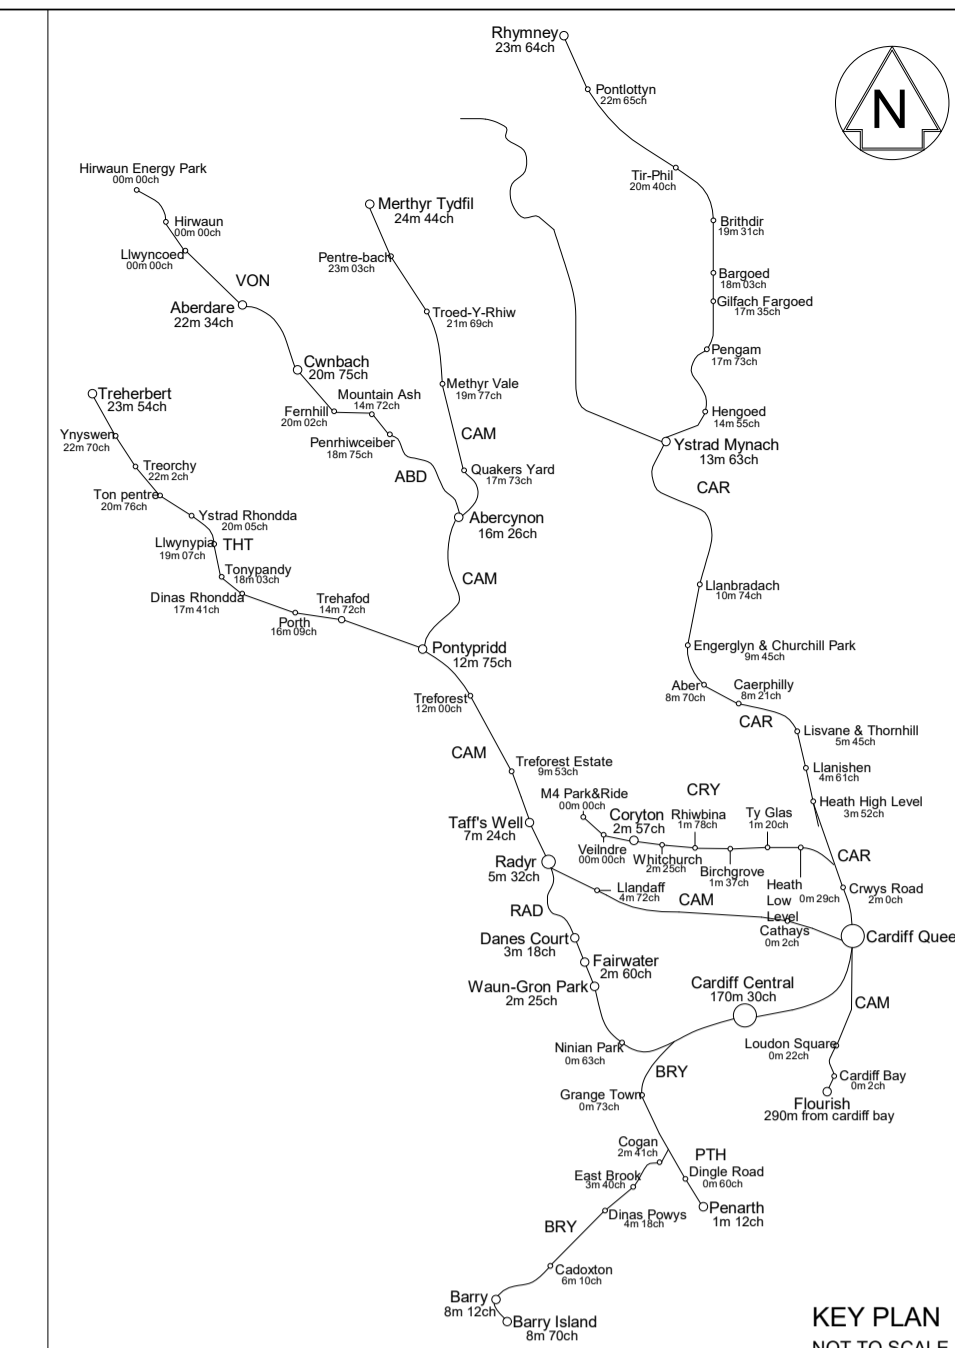 Rhymney
23m 64ch
Pontlottyn
22m 65ch
N
Tir-Phil
20m 40ch
Hirwaun Energy Park
00m 00ch
Merthyr Tydfil
24m 44ch
Hirwaun
00m 00ch
Brithdir
19m 31ch
Llwyncoed
00m 00ch
Pentre-bach
23m 03ch
Bargoed
18m 03ch
VON
Gilfach Fargoed
17m 35ch
Aberdare
22m 34ch
Troed-Y-Rhiw
21m 69ch
Pengam
17m 73ch
Cwnbach
20m 75ch
Methyr Vale
19m 77ch
Treherbert
23m 54ch
Mountain Ash
14m 72ch
Fernhill
20m 02ch
Hengoed
14m 55ch
Ynyswen
22m 70ch
Penrhiwceiber
18m 75ch
CAM
Ystrad Mynach
13m 63ch
Treorchy
22m 2ch
ABD
Quakers Yard
17m 73ch
CAR
Ton pentre
20m 76ch
Ystrad Rhondda
20m 05ch
Abercynon
16m 26ch
Llwynypia
19m 07ch
THT
Tonypandy
18m 03ch
CAM
Llanbradach
10m 74ch
Dinas Rhondda
17m 41ch
Trehafod
14m 72ch
Porth
16m 09ch
Pontypridd
12m 75ch
Engerglyn & Churchill Park
9m 45ch
Treforest
12m 00ch
Aber
8m 70ch
Caerphilly
8m 21ch
CAR
Lisvane & Thornhill
5m 45ch
CAM
Treforest Estate
9m 53ch
Llanishen
4m 61ch
M4 Park&Ride
00m 00ch
CRY
Heath High Level
3m 52ch
Taff's Well
7m 24ch
Coryton
2m 57ch
Rhiwbina
1m 78ch
Ty Glas
1m 20ch
Veilndre
00m 00ch
Whitchurch
2m 25ch
Birchgrove
1m 37ch
CAR
Radyr
5m 32ch
Heath
Low
Level
0m 29ch
Llandaff
4m 72ch
Crwys Road
2m 0ch
CAM
RAD
Cathays
0m 2ch
Cardiff Quee
Danes Court
3m 18ch
Fairwater
2m 60ch
Waun-Gron Park
2m 25ch
Cardiff Central
170m 30ch
CAM
Ninian Park
0m 63ch
Loudon Square
0m 22ch
BRY
Cardiff Bay
0m 2ch
Grange Town
0m 73ch
Flourish
290m from cardiff bay
Cogan
2m 41ch
PTH
Dingle Road
0m 60ch
East Brook
3m 40ch
Penarth
1m 12ch
Dinas Powys
4m 18ch
BRY
Cadoxton
6m 10ch
Barry
8m 12ch
Barry Island
8m 70ch
KEY PLAN
NOT TO SCALE